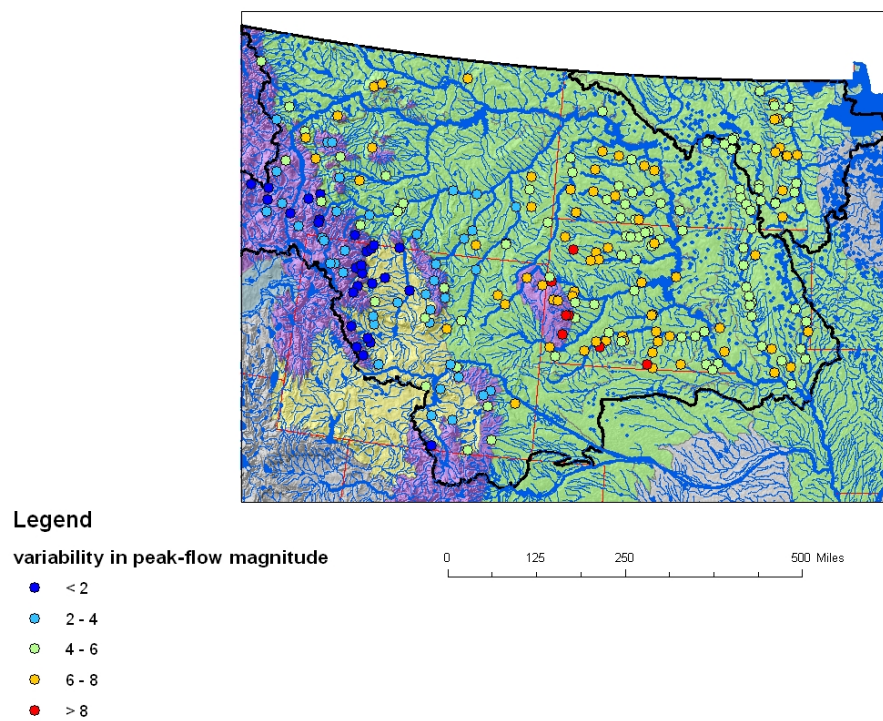 Legend
variability in peak-flow magnitude
< 2
2 - 4
4 - 6
6 - 8
> 8
0 125 250 500 Miles